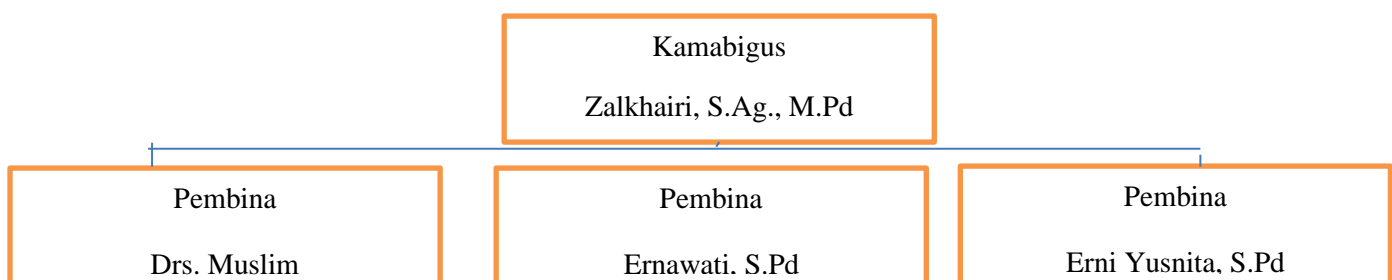 Kamabigus
Zalkhairi, S.Ag., M.Pd
Pembina
Drs. Muslim
Pembina
Ernawati, S.Pd
Pembina
Erni Yusnita, S.Pd